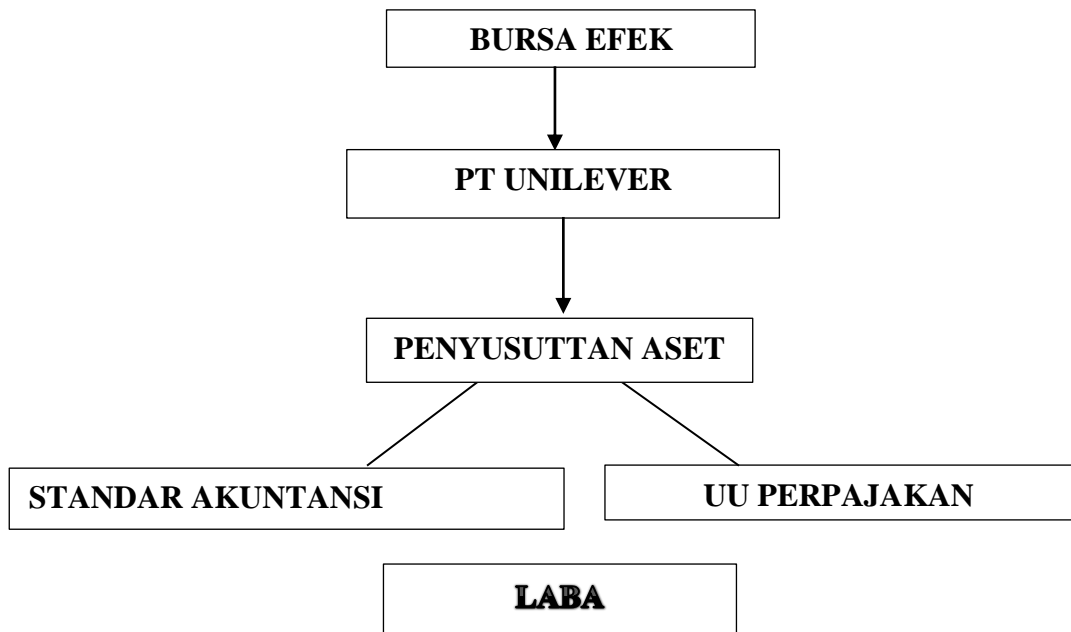 BURSA EFEK
PT UNILEVER
PENYUSUTTAN ASET
STANDAR AKUNTANSI
UU PERPAJAKAN
LABA